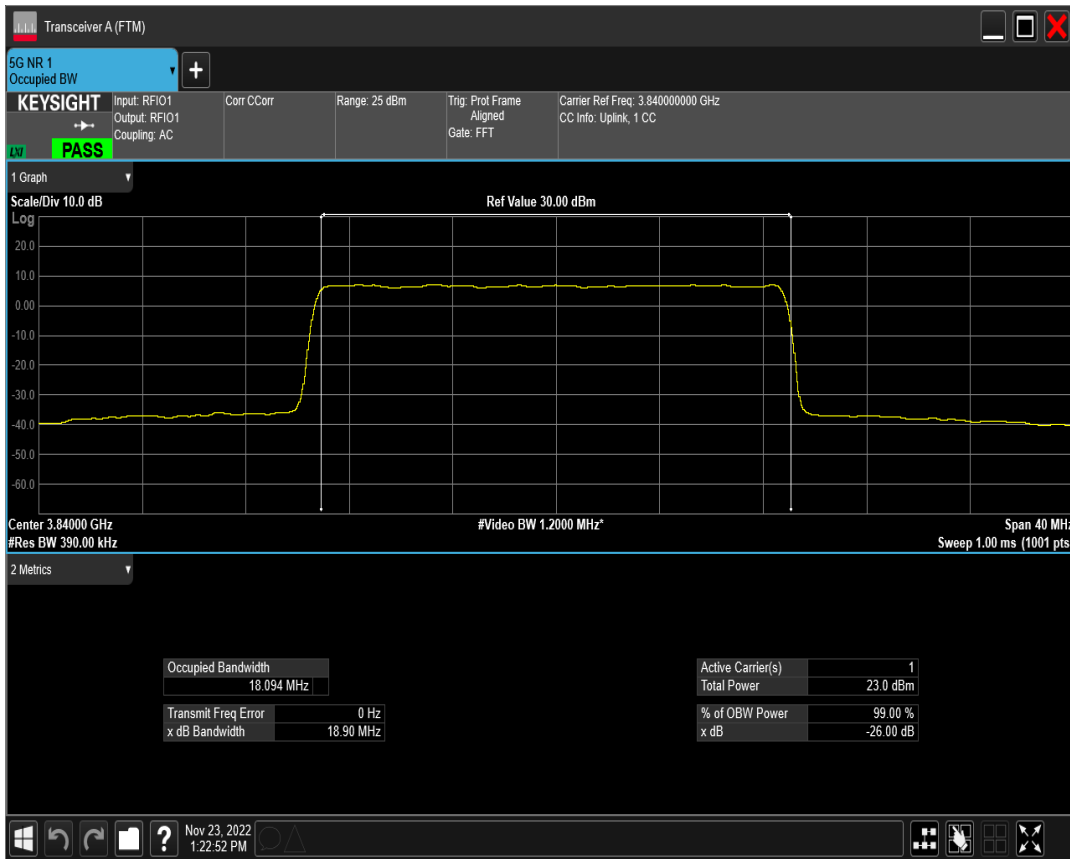 Transceiver A (FTM)
5G NR 1
Occupied BW
+
KEYSIGHT
LXI
PASS
Input: RFIO1
Output: RFIO1
Coupling: AC
Corr CCorr
Range: 25 dBm
Trig: Prot Frame
Aligned
Gate: FFT
Carrier Ref Freq: 3.840000000 GHz
CC Info: Uplink, 1 CC
1 Graph
Scale/Div 10.0 dB
Ref Value 30.00 dBm
Log
20.0
10.0
0.00
-10.0
-20.0
-30.0
-40.0
-50.0
-60.0
Center 3.84000 GHz
#Video BW 1.2000 MHz*
Span 40 MHz
#Res BW 390.00 kHz
Sweep 1.00 ms (1001 pts
2 Metrics
Occupied Bandwidth
18.094 MHz
Transmit Freq Error 0 Hz
x dB Bandwidth 18.90 MHz
Active Carrier(s) 1
Total Power 23.0 dBm
% of OBW Power 99.00 %
x dB -26.00 dB
?
Nov 23, 2022
1:22:52 PM